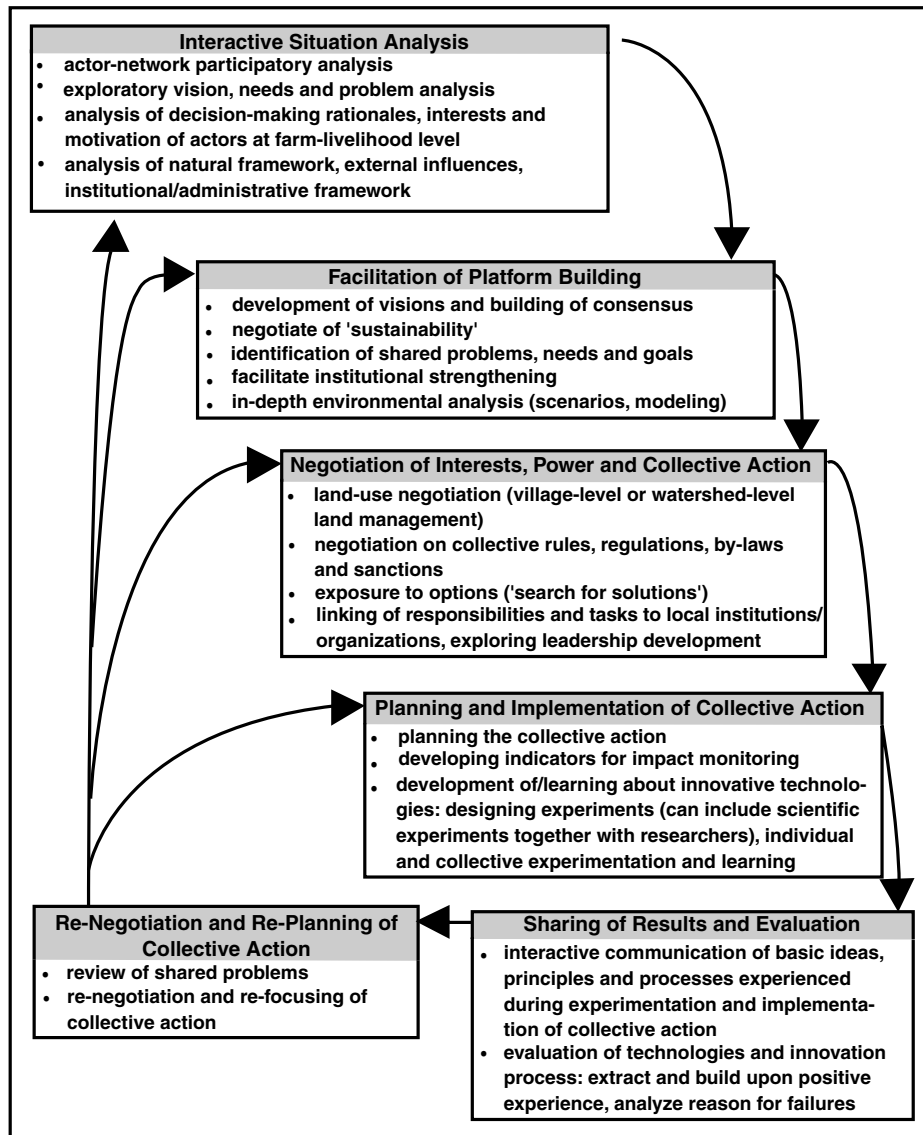 Interactive Situation Analysis
• actor-network participatory analysis
• exploratory vision, needs and problem analysis
• analysis of decision-making rationales, interests and
motivation of actors at farm-livelihood level
• analysis of natural framework, external influences,
institutional/administrative framework
Facilitation of Platform Building
• development of visions and building of consensus
• negotiate of 'sustainability'
• identification of shared problems, needs and goals
• facilitate institutional strengthening
• in-depth environmental analysis (scenarios, modeling)
Negotiation of Interests, Power and Collective Action
• land-use negotiation (village-level or watershed-level
land management)
• negotiation on collective rules, regulations, by-laws
and sanctions
• exposure to options ('search for solutions')
• linking of responsibilities and tasks to local institutions/
organizations, exploring leadership development
Planning and Implementation of Collective Action
• planning the collective action
• developing indicators for impact monitoring
• development of/learning about innovative technolo-
gies: designing experiments (can include scientific
experiments together with researchers), individual
and collective experimentation and learning
Re-Negotiation and Re-Planning of
Collective Action
• review of shared problems
• re-negotiation and re-focusing of
collective action
Sharing of Results and Evaluation
• interactive communication of basic ideas,
principles and processes experienced
during experimentation and implementa-
tion of collective action
• evaluation of technologies and innovation
process: extract and build upon positive
experience, analyze reason for failures